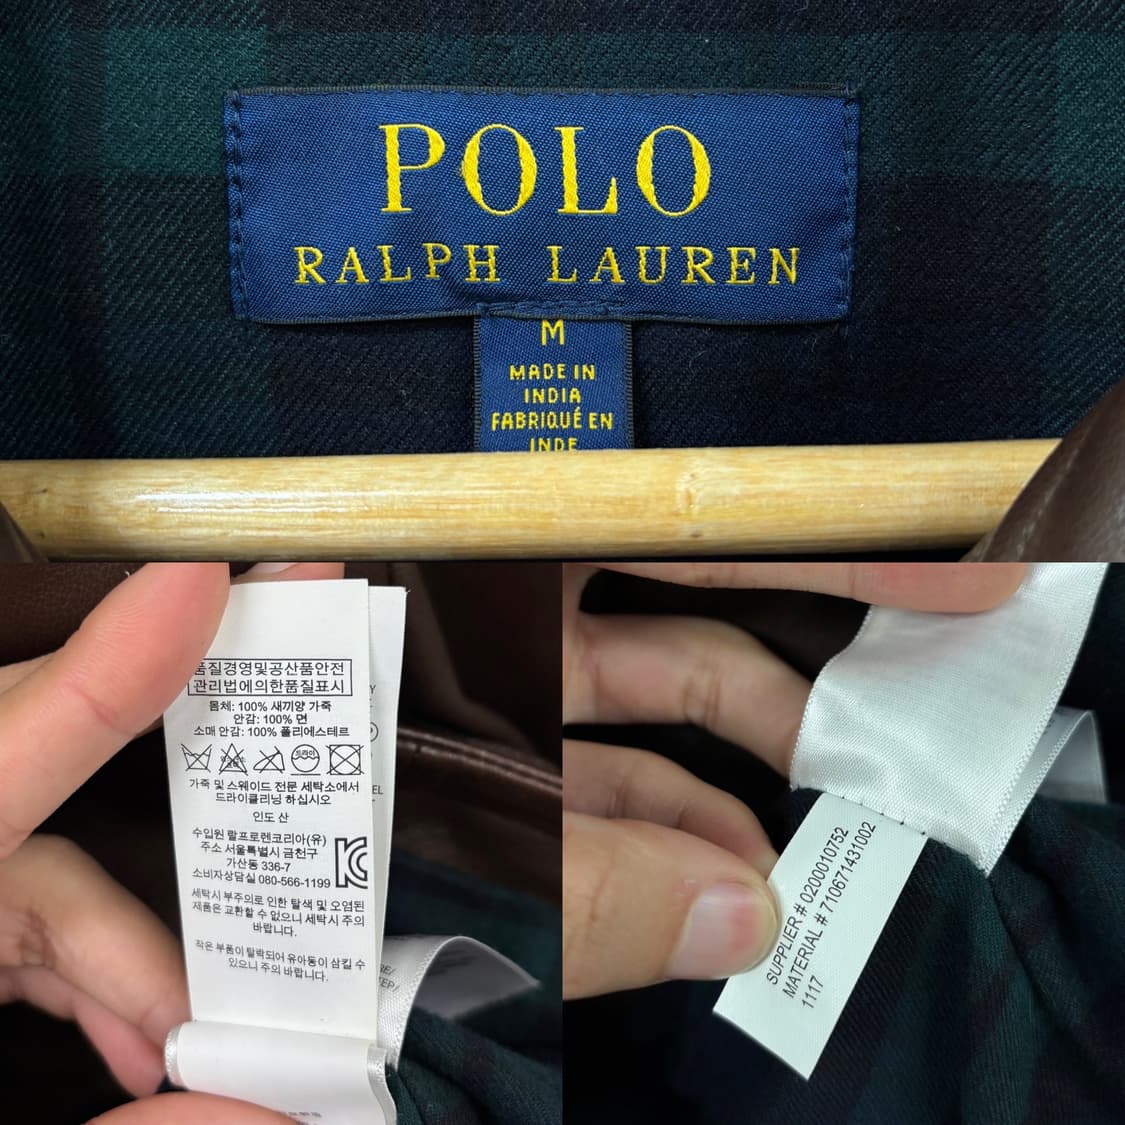 POLO
RALPH LAUREN
M
MADE IN
INDIA
FABRIQUÉ EN
INDE
품질경영및공산품안전
관리법에의한품질표시
몸체: 100% 새끼양 가죽
안감: 100% 면
소매 안감: 100% 폴리에스테르
드라이
가죽 및 스웨이드 전문 세탁소에서
드라이클리닝 하십시오
인도 산
수입원 랄프로렌코리아(유)
주소 서울특별시 금천구
가산동 336-7
소비자상담실 080-566-1199
KC
세탁시 부주의로 인한 탈색 및 오염된
제품은 교환할 수 없으니 세탁시 주의
바랍니다.
작은 부품이 탈락되어 유아동이 삼킬 수
있으니 주의 바랍니다.
SUPPLIER # 0200010752
MATERIAL # 710671431002
1117